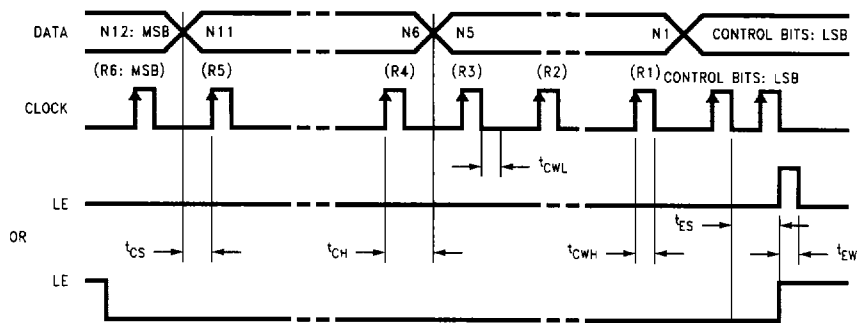 DATA N12: MSB N11 N6 N5 N1 CONTROL BITS: LSB
(R6: MSB) (R5) (R4) (R3) (R2) (R1) CONTROL BITS: LSB
CLOCK
tCWL
LE
tES
OR
tCS tCH tCWH tEW
LE